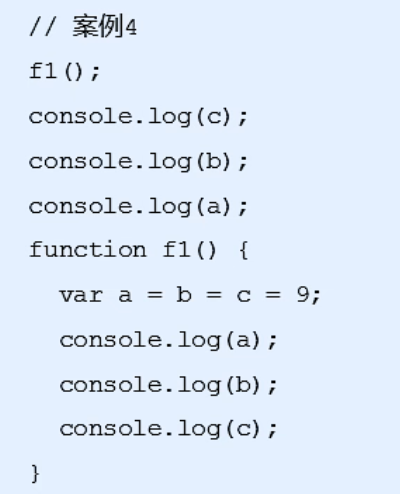 // 案例4
f1();
console.log(c);
console.log(b);
console.log(a);
function f1() {
  var a = b = c = 9;
  console.log(a);
  console.log(b);
  console.log(c);
}